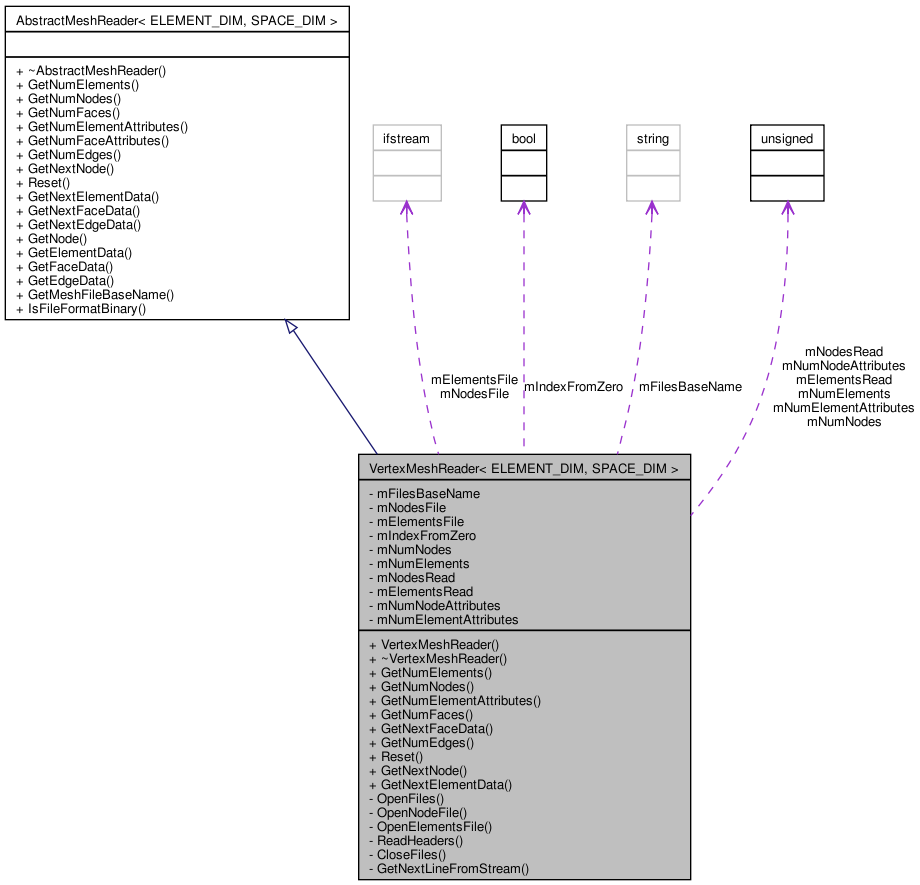 AbstractMeshReader< ELEMENT_DIM, SPACE_DIM >
+ ~AbstractMeshReader()
+ GetNumElements()
+ GetNumNodes()
+ GetNumFaces()
+ GetNumElementAttributes()
+ GetNumFaceAttributes()
+ GetNumEdges()
+ GetNextNode()
+ Reset()
+ GetNextElementData()
+ GetNextFaceData()
+ GetNextEdgeData()
+ GetNode()
+ GetElementData()
+ GetFaceData()
+ GetEdgeData()
+ GetMeshFileBaseName()
+ IsFileFormatBinary()
ifstream
bool
string
unsigned
mElementsFile
mNodesFile
mIndexFromZero
mFilesBaseName
mNodesRead
mNumNodeAttributes
mElementsRead
mNumElements
mNumElementAttributes
mNumNodes
VertexMeshReader< ELEMENT_DIM, SPACE_DIM >
- mFilesBaseName
- mNodesFile
- mElementsFile
- mIndexFromZero
- mNumNodes
- mNumElements
- mNodesRead
- mElementsRead
- mNumNodeAttributes
- mNumElementAttributes
+ VertexMeshReader()
+ ~VertexMeshReader()
+ GetNumElements()
+ GetNumNodes()
+ GetNumElementAttributes()
+ GetNumFaces()
+ GetNextFaceData()
+ GetNumEdges()
+ Reset()
+ GetNextNode()
+ GetNextElementData()
- OpenFiles()
- OpenNodeFile()
- OpenElementsFile()
- ReadHeaders()
- CloseFiles()
- GetNextLineFromStream()